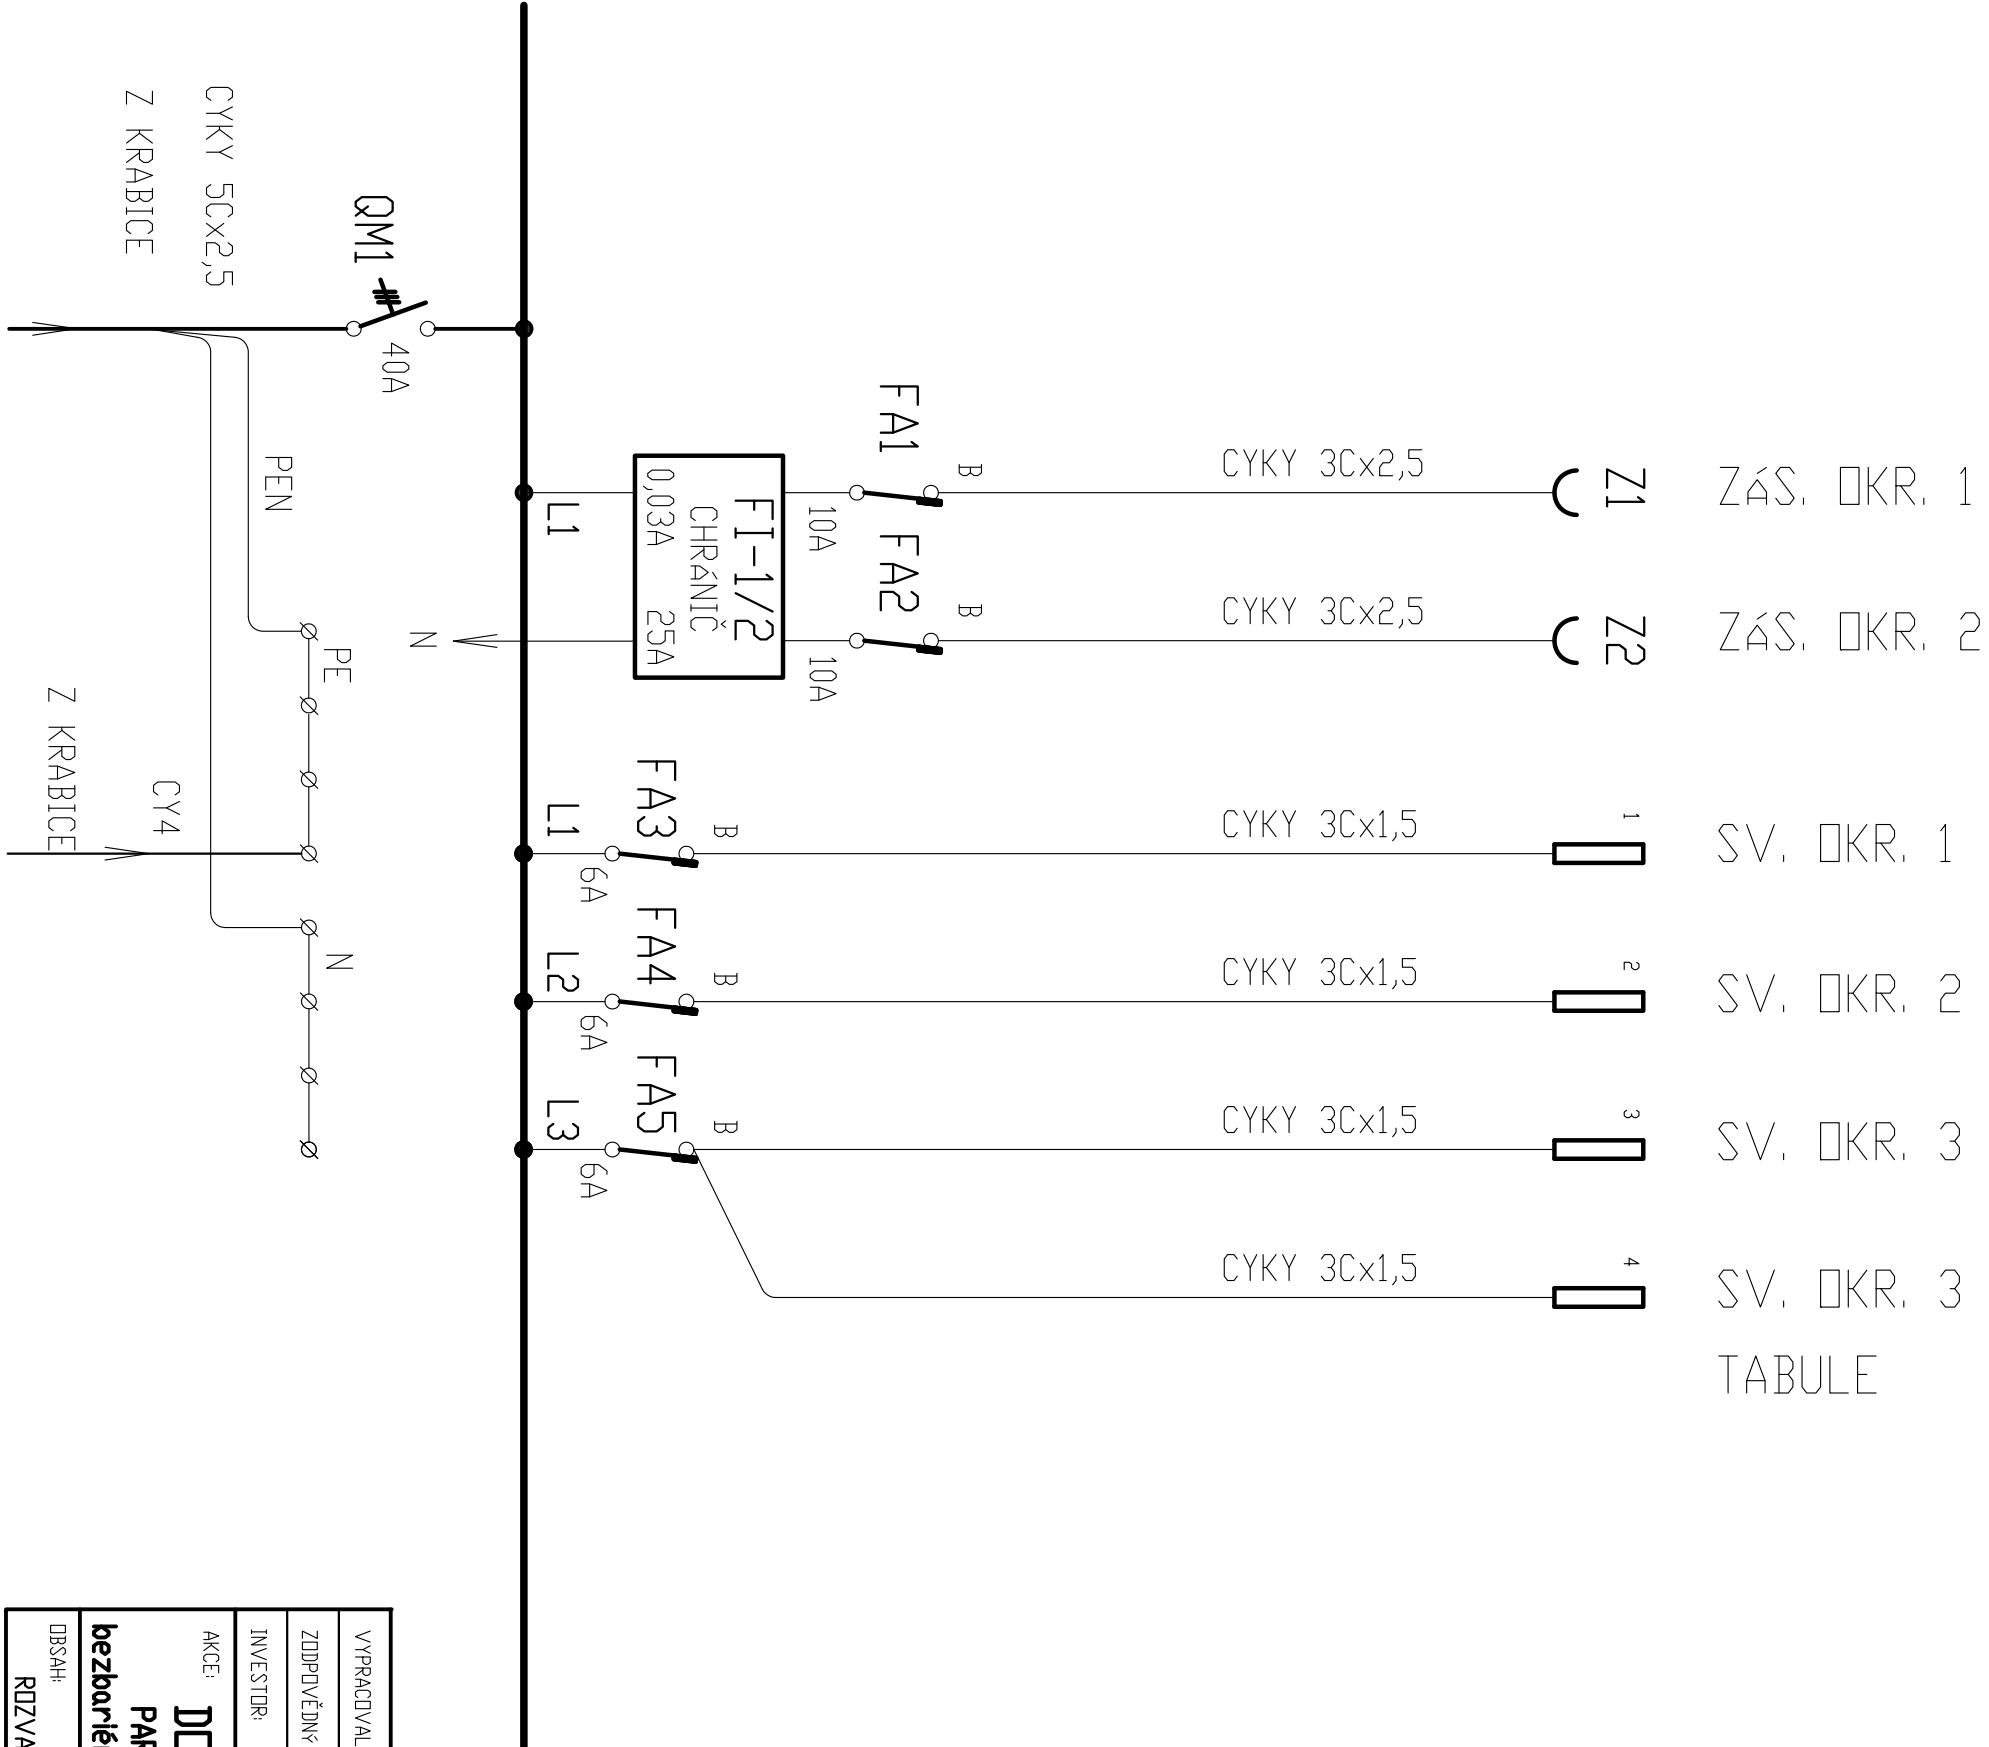 CYKY 5Cx2,5
Z KRABICE
QM1
40A
PEN
PE
N
CY4
Z KRABICE
L1
FI-1/2
CHRÁNIČ
0,03A 25A
N
FA1
B
10A
CYKY 3Cx2,5
Z1
ZÁS. OKR. 1
FA2
B
10A
CYKY 3Cx2,5
Z2
ZÁS. OKR. 2
L1
FA3
B
6A
CYKY 3Cx1,5
1
SV. OKR. 1
L2
FA4
B
6A
CYKY 3Cx1,5
2
SV. OKR. 2
L3
FA5
B
6A
CYKY 3Cx1,5
3
SV. OKR. 3
CYKY 3Cx1,5
4
SV. OKR. 3
TABULE
VYPRACOVAL
ZODPOVĚDNÝ
INVESTOR:
AKCE:
OBSAH: